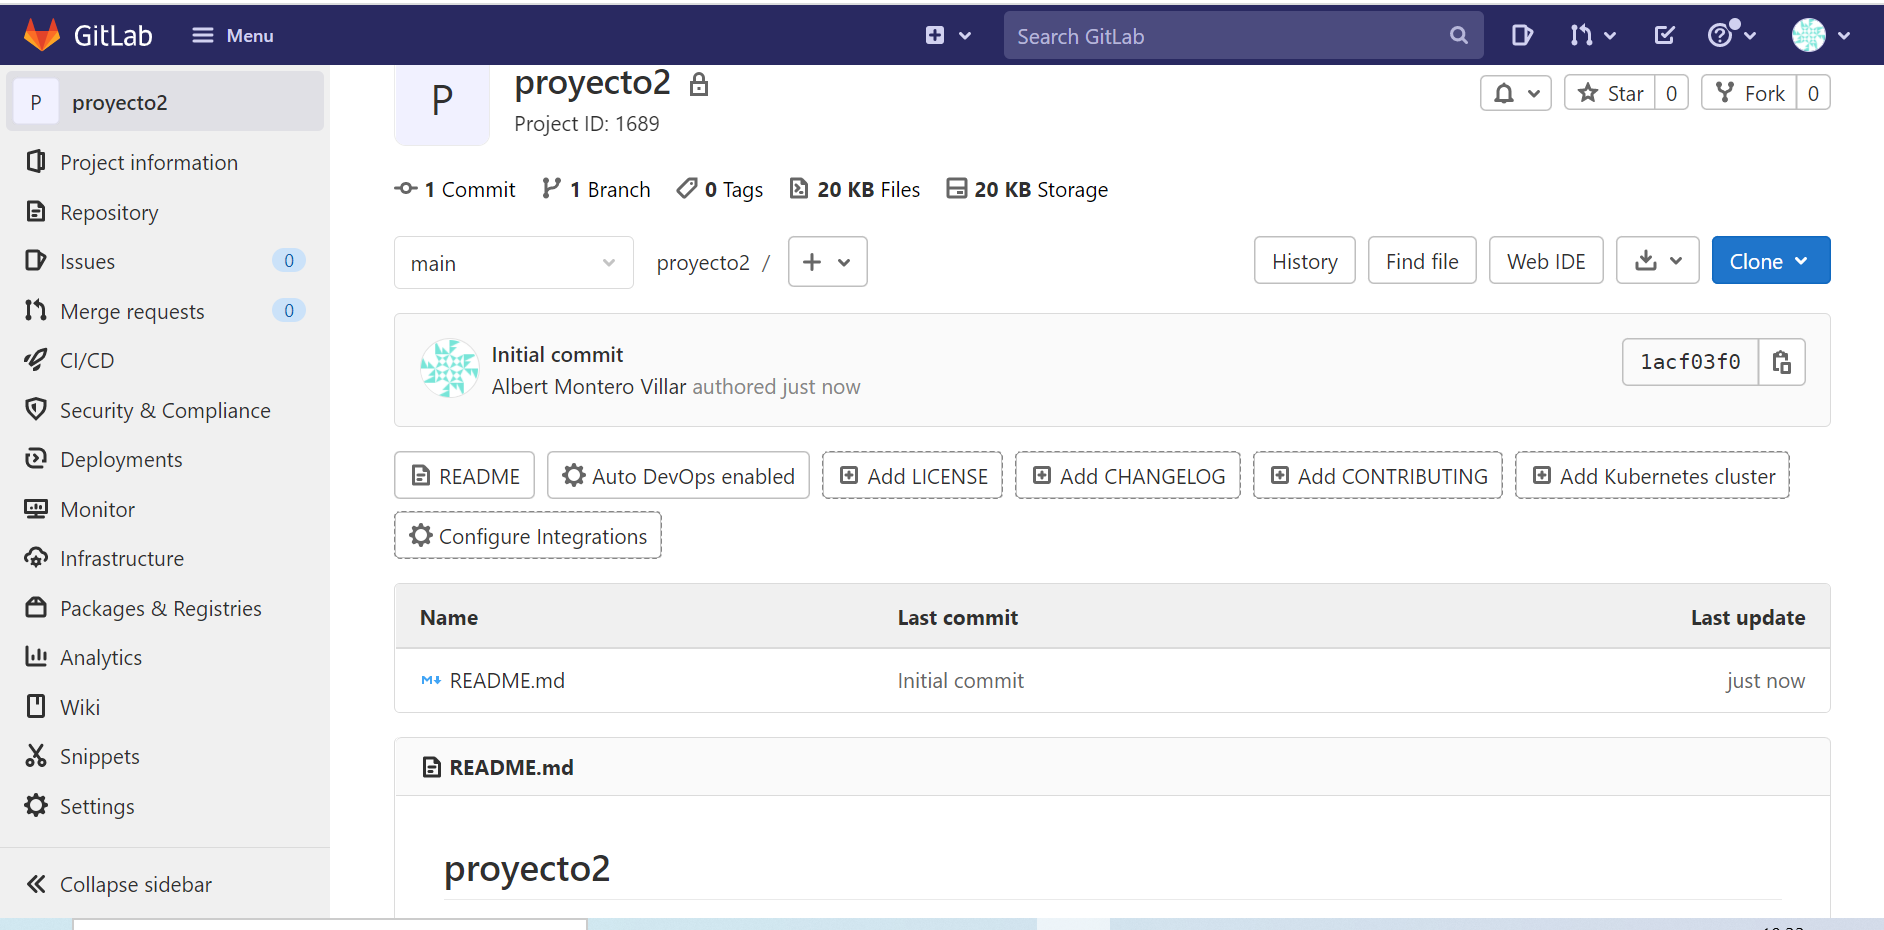 GitLab
Menu
Search GitLab
P
proyecto2
Project information
Repository
Issues
0
Merge requests
0
CI/CD
Security & Compliance
Deployments
Monitor
Infrastructure
Packages & Registries
Analytics
Wiki
Snippets
Settings
Collapse sidebar
P
proyecto2
Project ID: 1689
Star
0
Fork
0
1 Commit
1 Branch
0 Tags
20 KB Files
20 KB Storage
main
proyecto2 /
History
Find file
Web IDE
Clone
Initial commit
Albert Montero Villar authored just now
1acf03f0
README
Auto DevOps enabled
Add LICENSE
Add CHANGELOG
Add CONTRIBUTING
Add Kubernetes cluster
Configure Integrations
Name Last commit Last update
README.md Initial commit just now
README.md
proyecto2